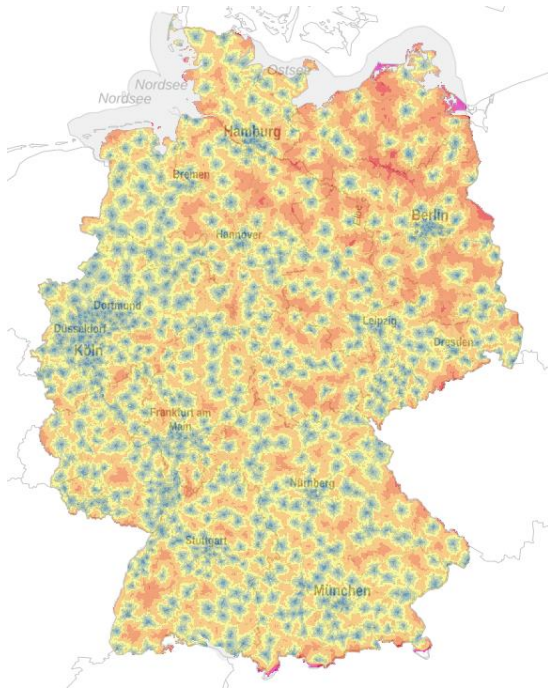 Nordsee
Ostsee
Nordsee
Hamburg
Bremen
Berlin
Hannover
Dortmund
Düsseldorf
Leipzig
Köln
Dresden
Frankfurt am
Main
Nürnberg
Stuttgart
München